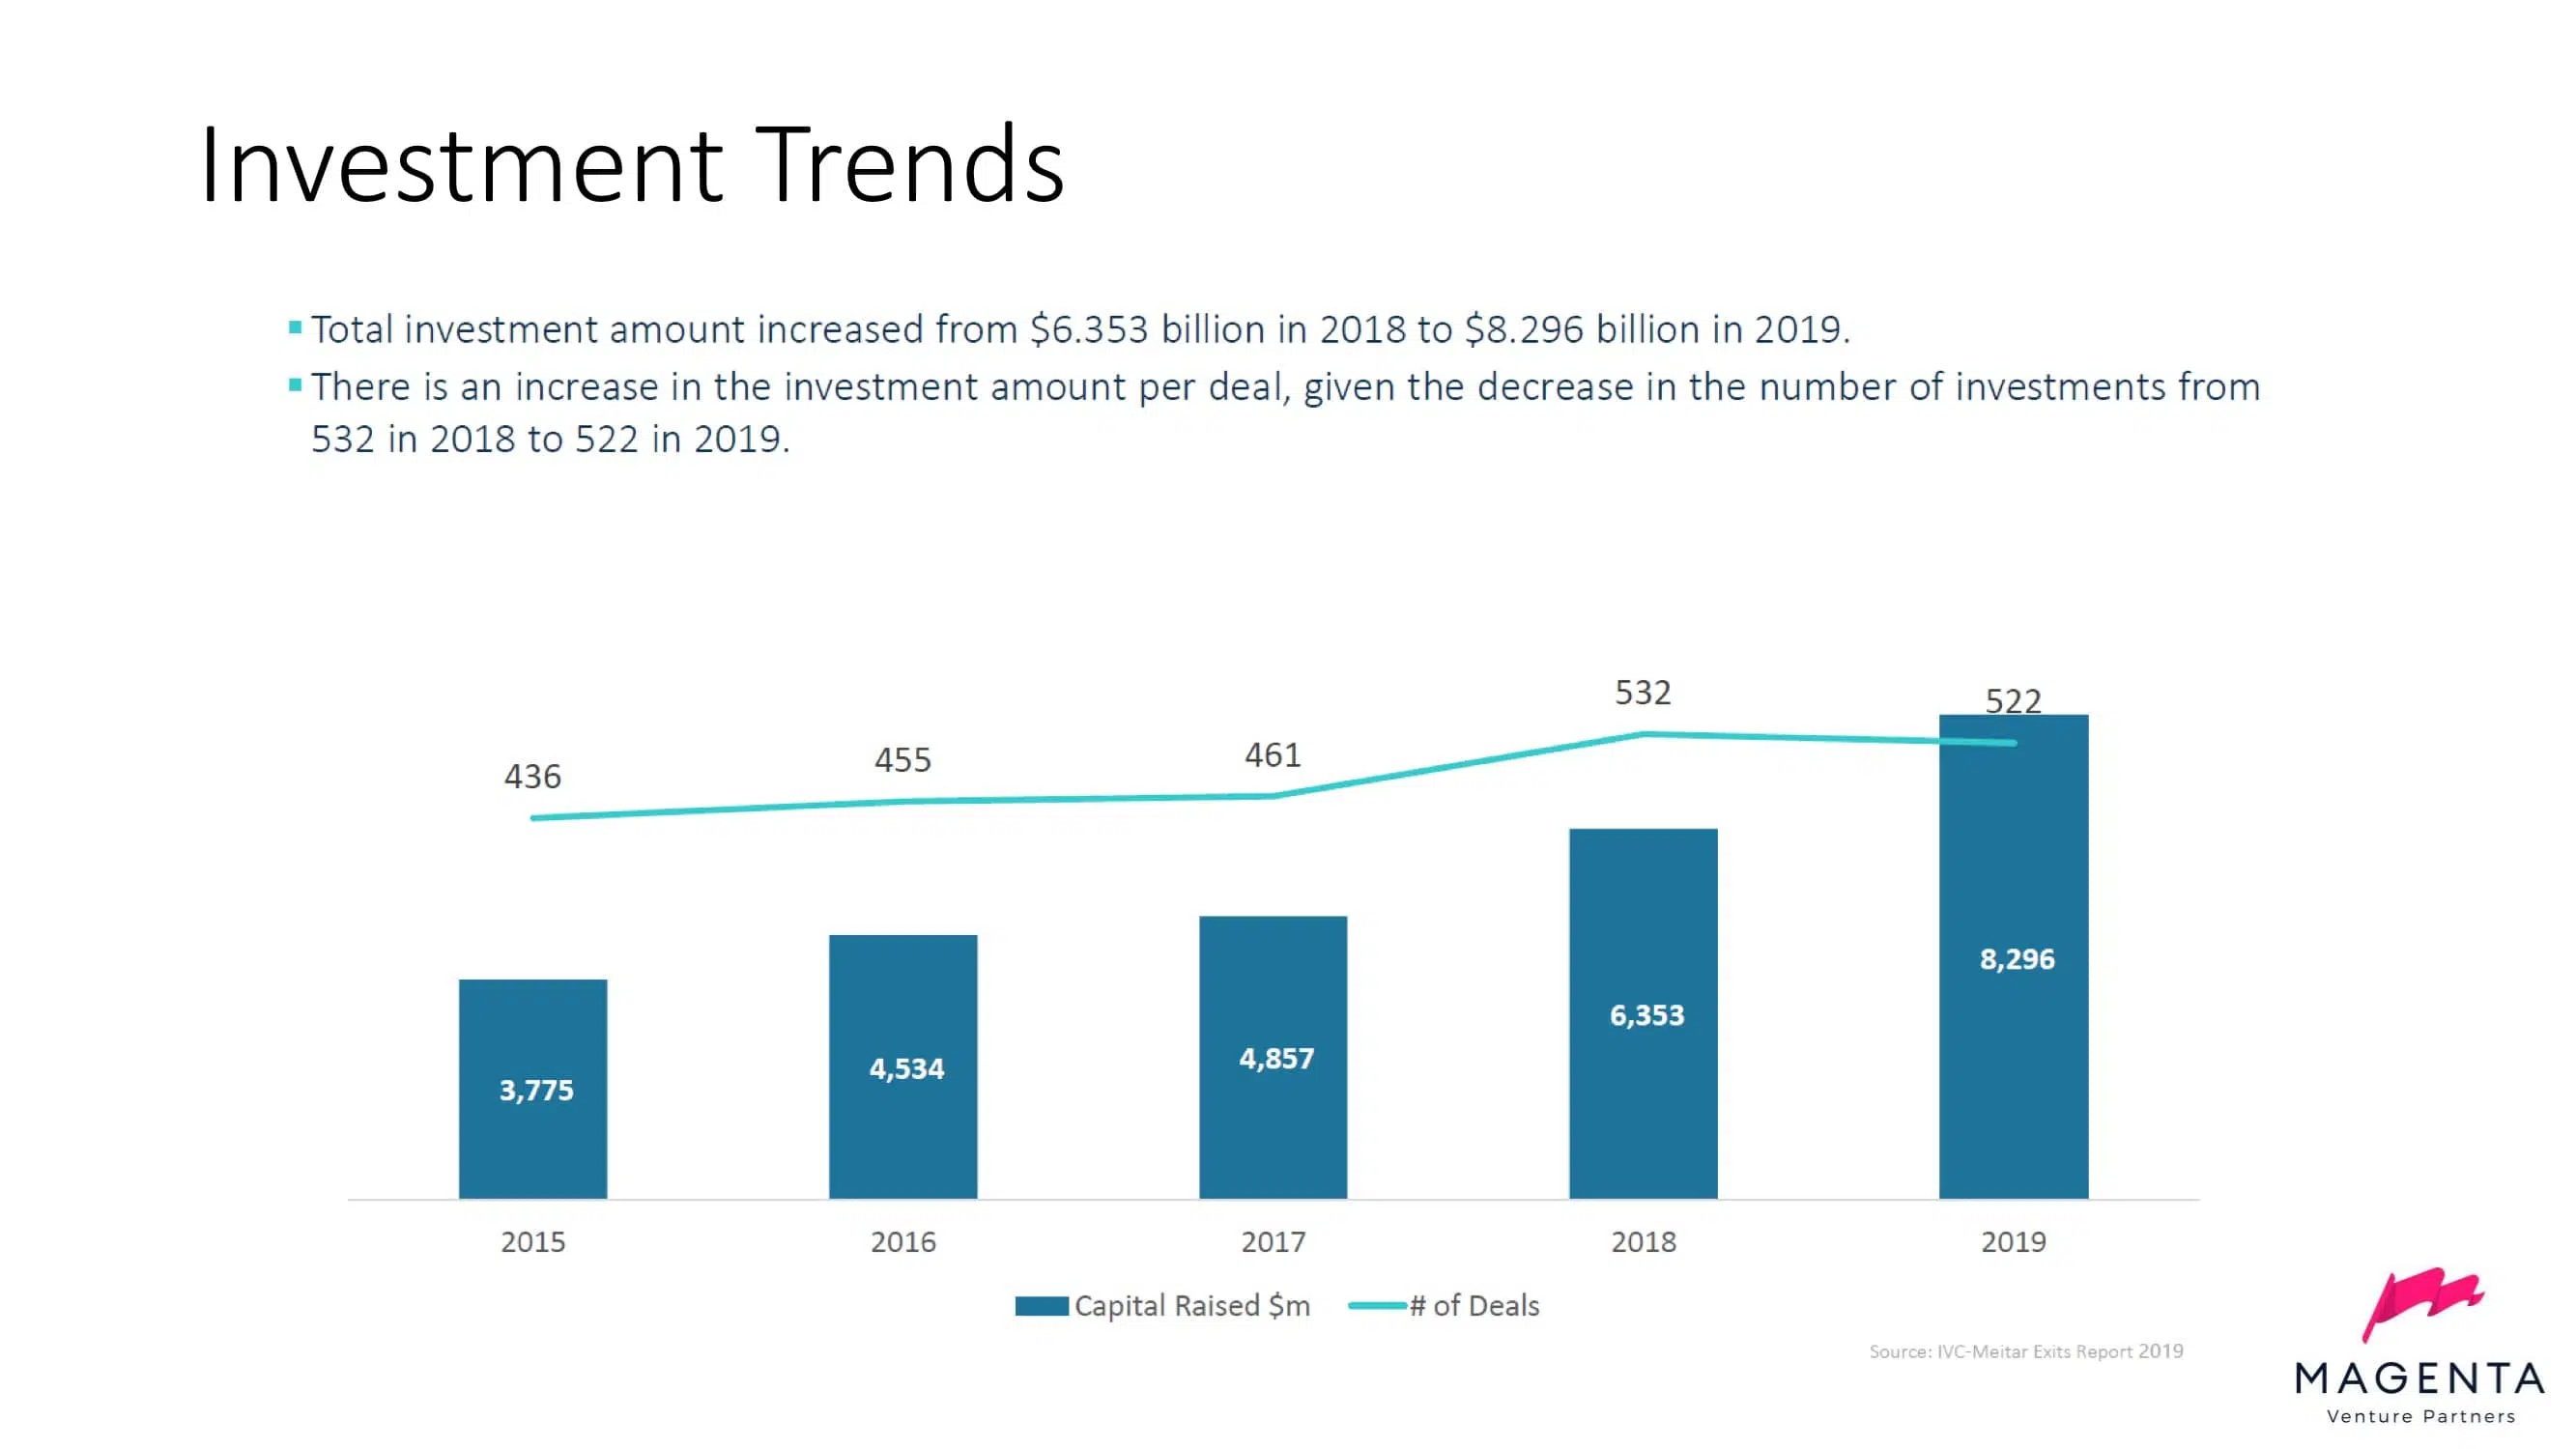 Investment Trends
▪ Total investment amount increased from $6.353 billion in 2018 to $8.296 billion in 2019.
▪ There is an increase in the investment amount per deal, given the decrease in the number of investments from
532 in 2018 to 522 in 2019.
436
455
461
532
522
3,775
4,534
4,857
6,353
8,296
2015
2016
2017
2018
2019
Capital Raised $m
# of Deals
Source: IVC-Meitar Exits Report 2019
MAGENTA
Venture Partners